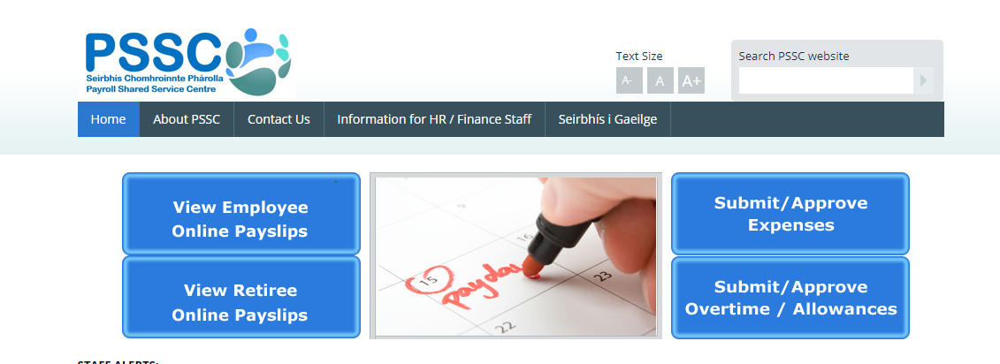 PSSC
Seirbhís Chomhroinnte Phárolla
Payroll Shared Service Centre
Text Size
A- A A+
Search PSSC website
Home About PSSC Contact Us Information for HR / Finance Staff Seirbhís i Gaeilge
View Employee
Online Payslips
View Retiree
Online Payslips
16
15
payday
23
22
Submit/Approve
Expenses
Submit/Approve
Overtime / Allowances
STAFF ALERTS: